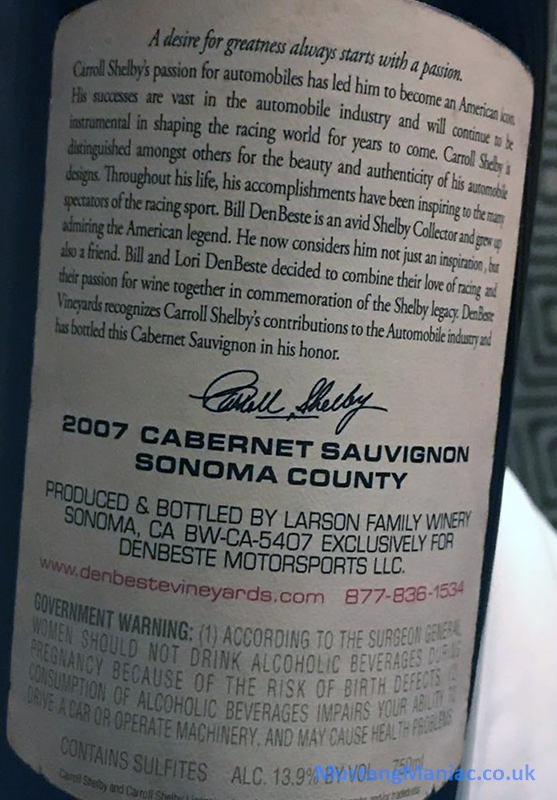 A desire for greatness always starts with a passion.
Carroll Shelby's passion for automobiles has led him to become an American icon.
His successes are vast in the automobile industry and will continue to be
instrumental in shaping the racing world for years to come. Carroll Shelby is
distinguished amongst others for the beauty and authenticity of his automobile
designs. Throughout his life, his accomplishments have been inspiring to the many
spectators of the racing sport. Bill DenBeste is an avid Shelby Collector and grew up
admiring the American legend. He now considers him not just an inspiration, but
also a friend. Bill and Lori DenBeste decided to combine their love of racing and
their passion for wine together in commemoration of the Shelby legacy. DenBeste
Vineyards recognizes Carroll Shelby's contributions to the Automobile industry and
has bottled this Cabernet Sauvignon in his honor.
Carroll Shelby
2007 CABERNET SAUVIGNON
SONOMA COUNTY
PRODUCED & BOTTLED BY LARSON FAMILY WINERY
SONOMA, CA BW-CA-5407 EXCLUSIVELY FOR
DENBESTE MOTORSPORTS LLC.
www.denbestevineyards.com 877-836-1534
GOVERNMENT WARNING: (1) ACCORDING TO THE SURGEON GENERAL,
WOMEN SHOULD NOT DRINK ALCOHOLIC BEVERAGES DURING
PREGNANCY BECAUSE OF THE RISK OF BIRTH DEFECTS. (2)
CONSUMPTION OF ALCOHOLIC BEVERAGES IMPAIRS YOUR ABILITY TO
DRIVE A CAR OR OPERATE MACHINERY, AND MAY CAUSE HEALTH PROBLEMS.
CONTAINS SULFITES ALC. 13.9% BY VOL 750ml
MustangManiac.co.uk
Carroll Shelby and Carroll Shelby's